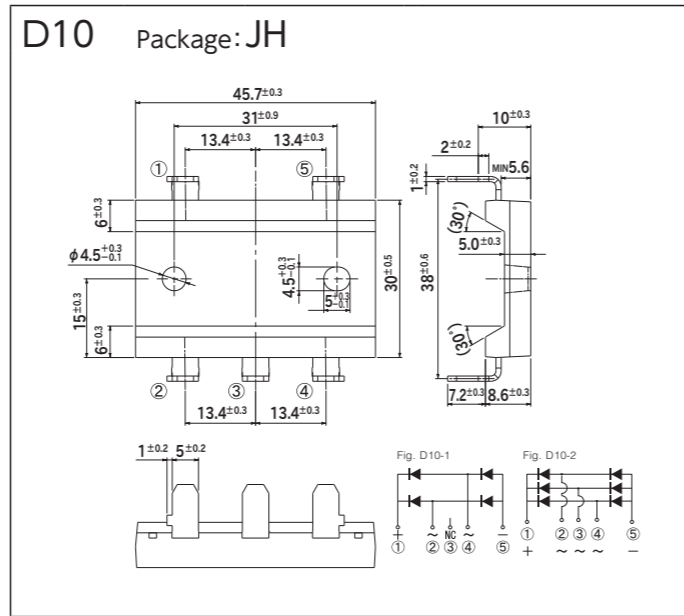 D10 Package: JH
45.7±0.3
31±0.9
13.4±0.3 13.4±0.3
① ⑤
6±0.3
φ4.5+0.3-0.1
4.5+0.3-0.1
5+0.3-0.1
15±0.3
6±0.3
30±0.5
② ③ ④
13.4±0.3 13.4±0.3
10±0.3
2±0.2
MIN5.6
1±0.2
(30°)
5.0±0.3
38±0.6
(30°)
7.2±0.3 8.6±0.3
1±0.2 5±0.2
Fig. D10-1
+ ~ NC ~ −
① ② ③ ④ ⑤
Fig. D10-2
① ② ③ ④ ⑤
+ ~ ~ ~ −